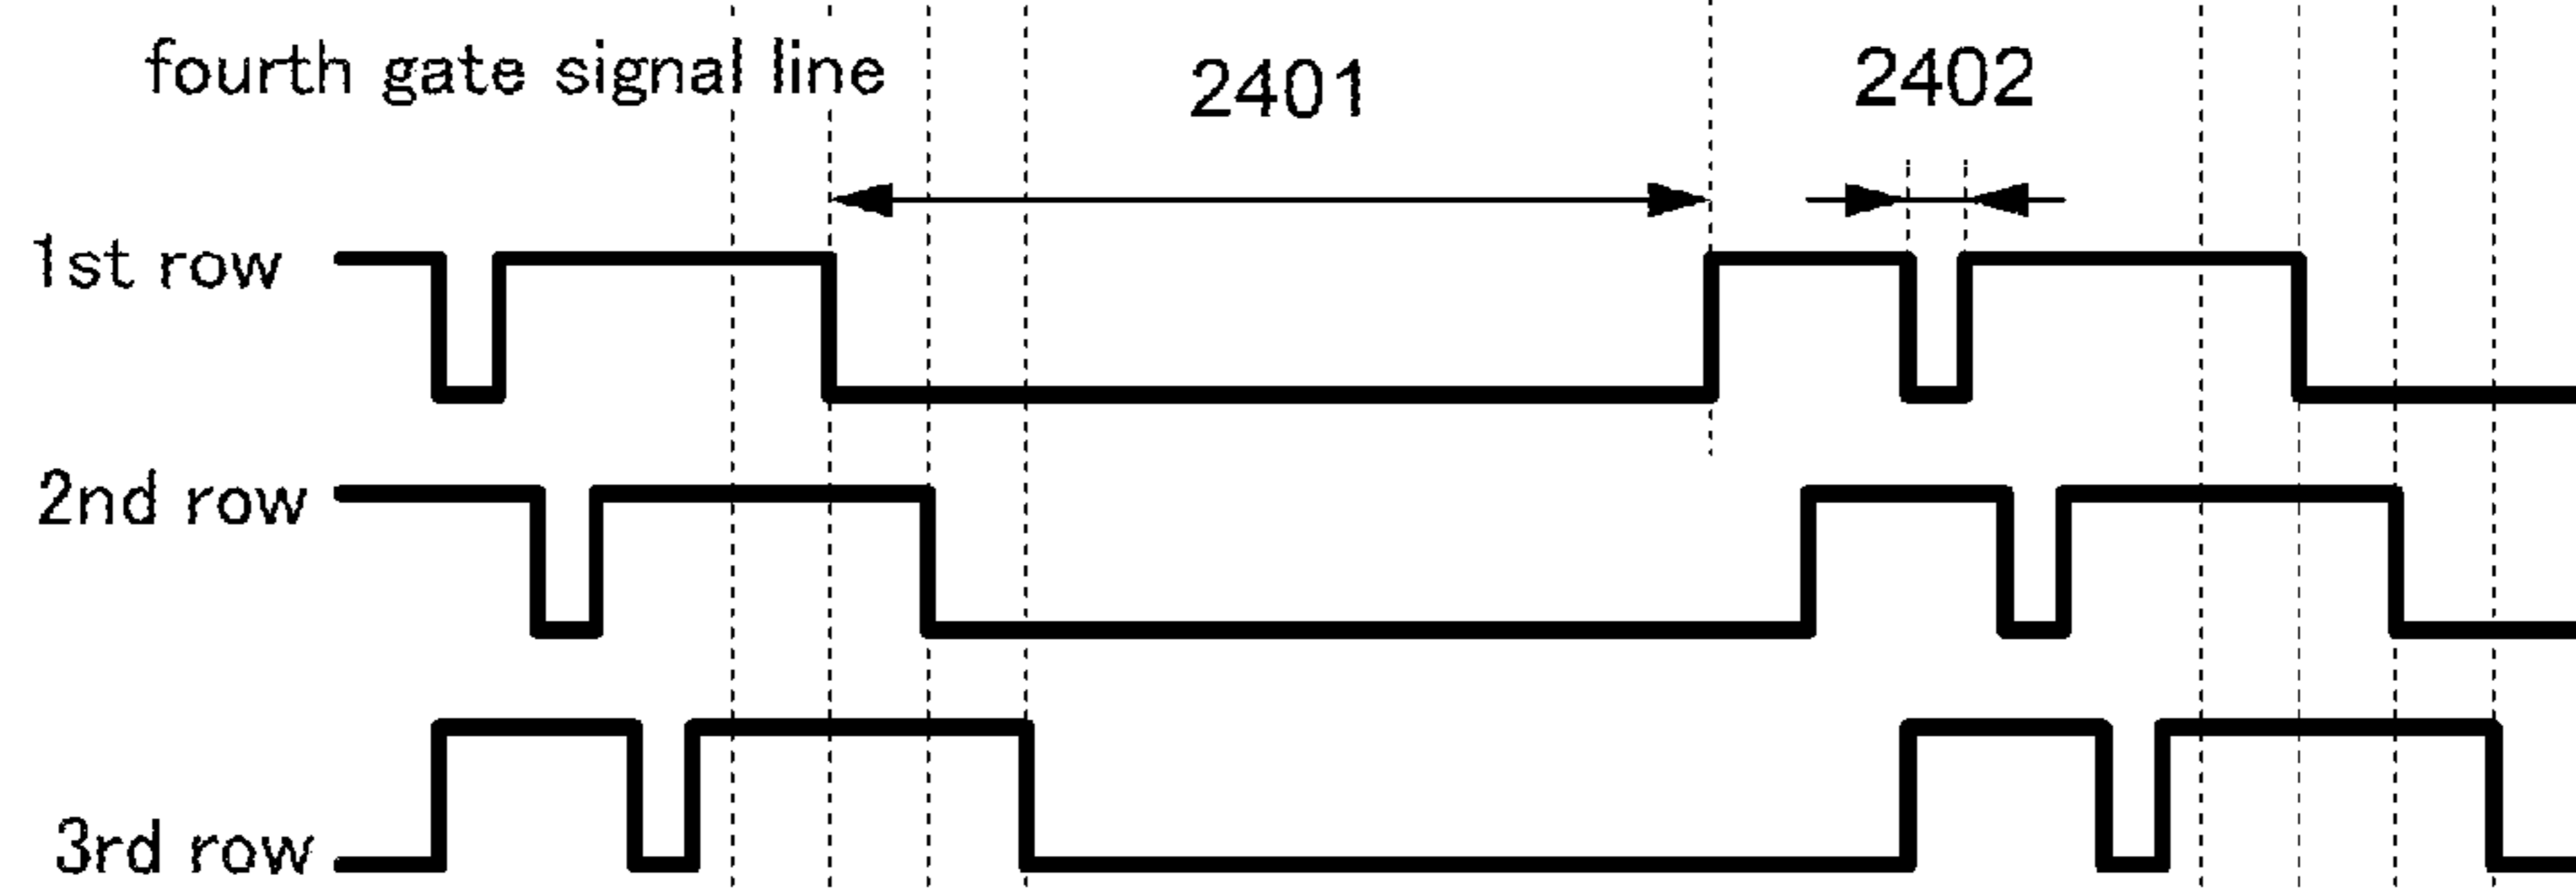 fourth gate signal line
2401
2402
1st row
2nd row
3rd row